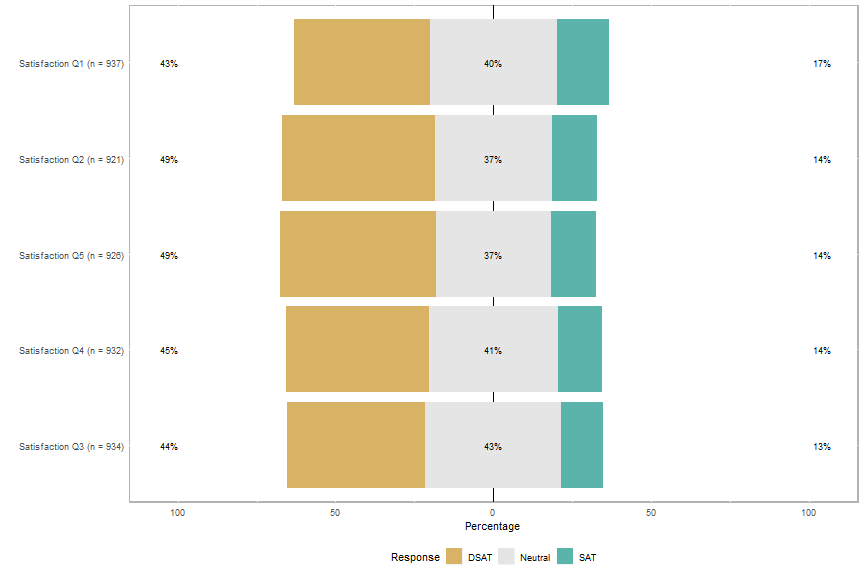 Satisfaction Q1 (n = 937) 43% 40% 17%
Satisfaction Q2 (n = 921) 49% 37% 14%
Satisfaction Q5 (n = 926) 49% 37% 14%
Satisfaction Q4 (n = 932) 45% 41% 14%
Satisfaction Q3 (n = 934) 44% 43% 13%
100 50 0 50 100
Percentage
Response DSAT Neutral SAT